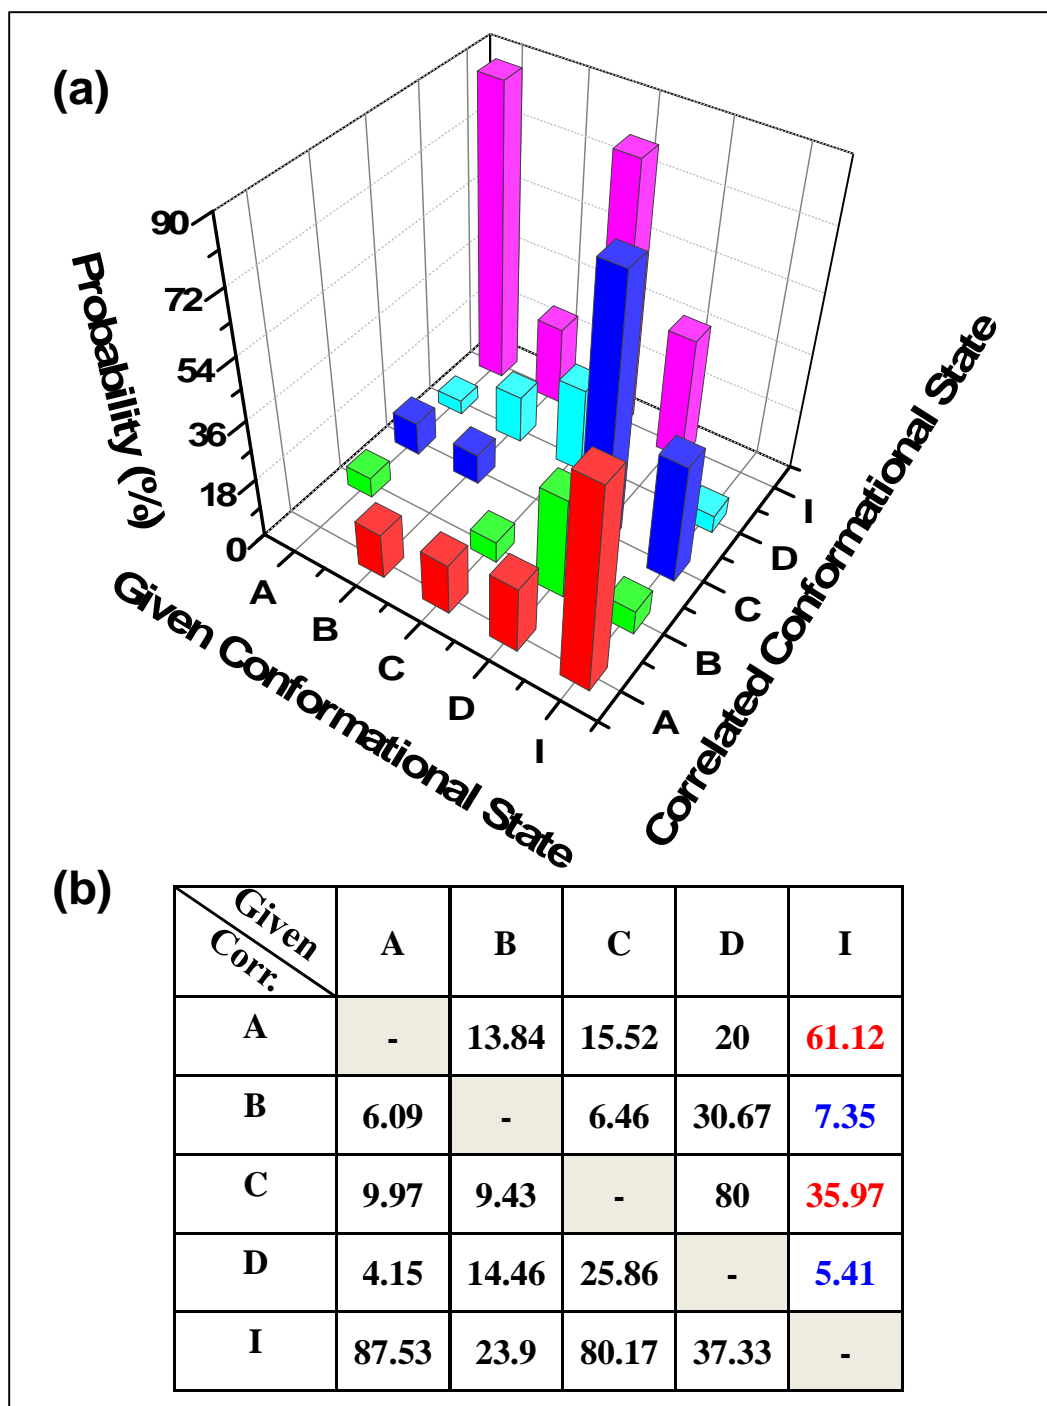 (a)
90
72
54
36
18
0
Probability (%)
A
B
C
D
I
Given Conformational State
A
B
C
D
I
Correlated Conformational State
(b)
Given
Corr.
A B C D I
A - 13.84 15.52 20 61.12
B 6.09 - 6.46 30.67 7.35
C 9.97 9.43 - 80 35.97
D 4.15 14.46 25.86 - 5.41
I 87.53 23.9 80.17 37.33 -